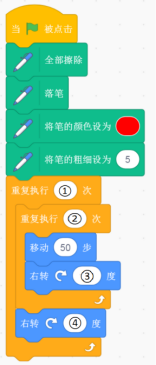 当 被点击
全部擦除
落笔
将笔的颜色设为
将笔的粗细设为 5
重复执行 ① 次
重复执行 ② 次
移动 50 步
右转 ③ 度
右转 ④ 度